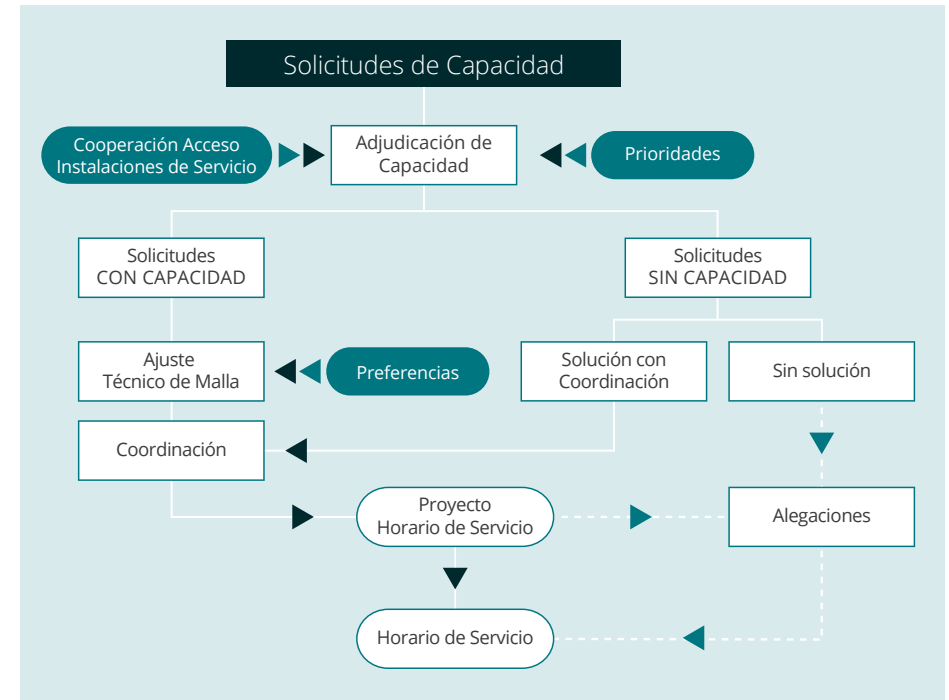 Solicitudes de Capacidad
Cooperación Acceso
Instalaciones de Servicio
Adjudicación de
Capacidad
Prioridades
Solicitudes
CON CAPACIDAD
Solicitudes
SIN CAPACIDAD
Ajuste
Técnico de Malla
Preferencias
Solución con
Coordinación
Sin solución
Coordinación
Proyecto
Horario de Servicio
Alegaciones
Horario de Servicio